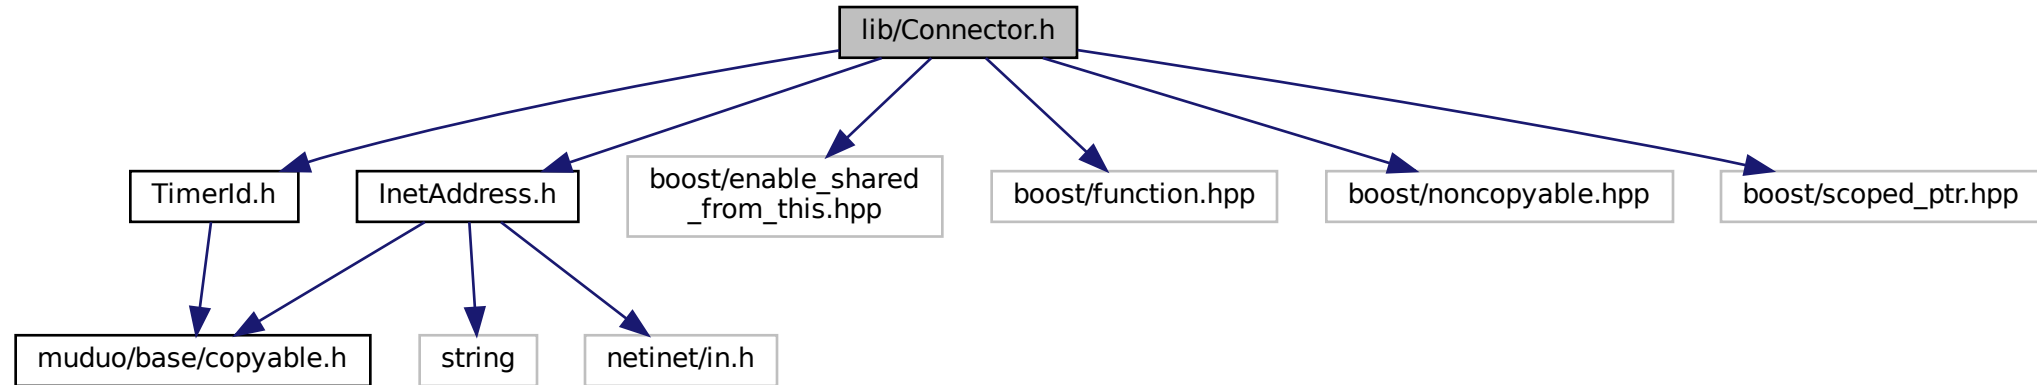 lib/Connector.h
TimerId.h
InetAddress.h
boost/enable_shared
_from_this.hpp
boost/function.hpp
boost/noncopyable.hpp
boost/scoped_ptr.hpp
muduo/base/copyable.h
string
netinet/in.h